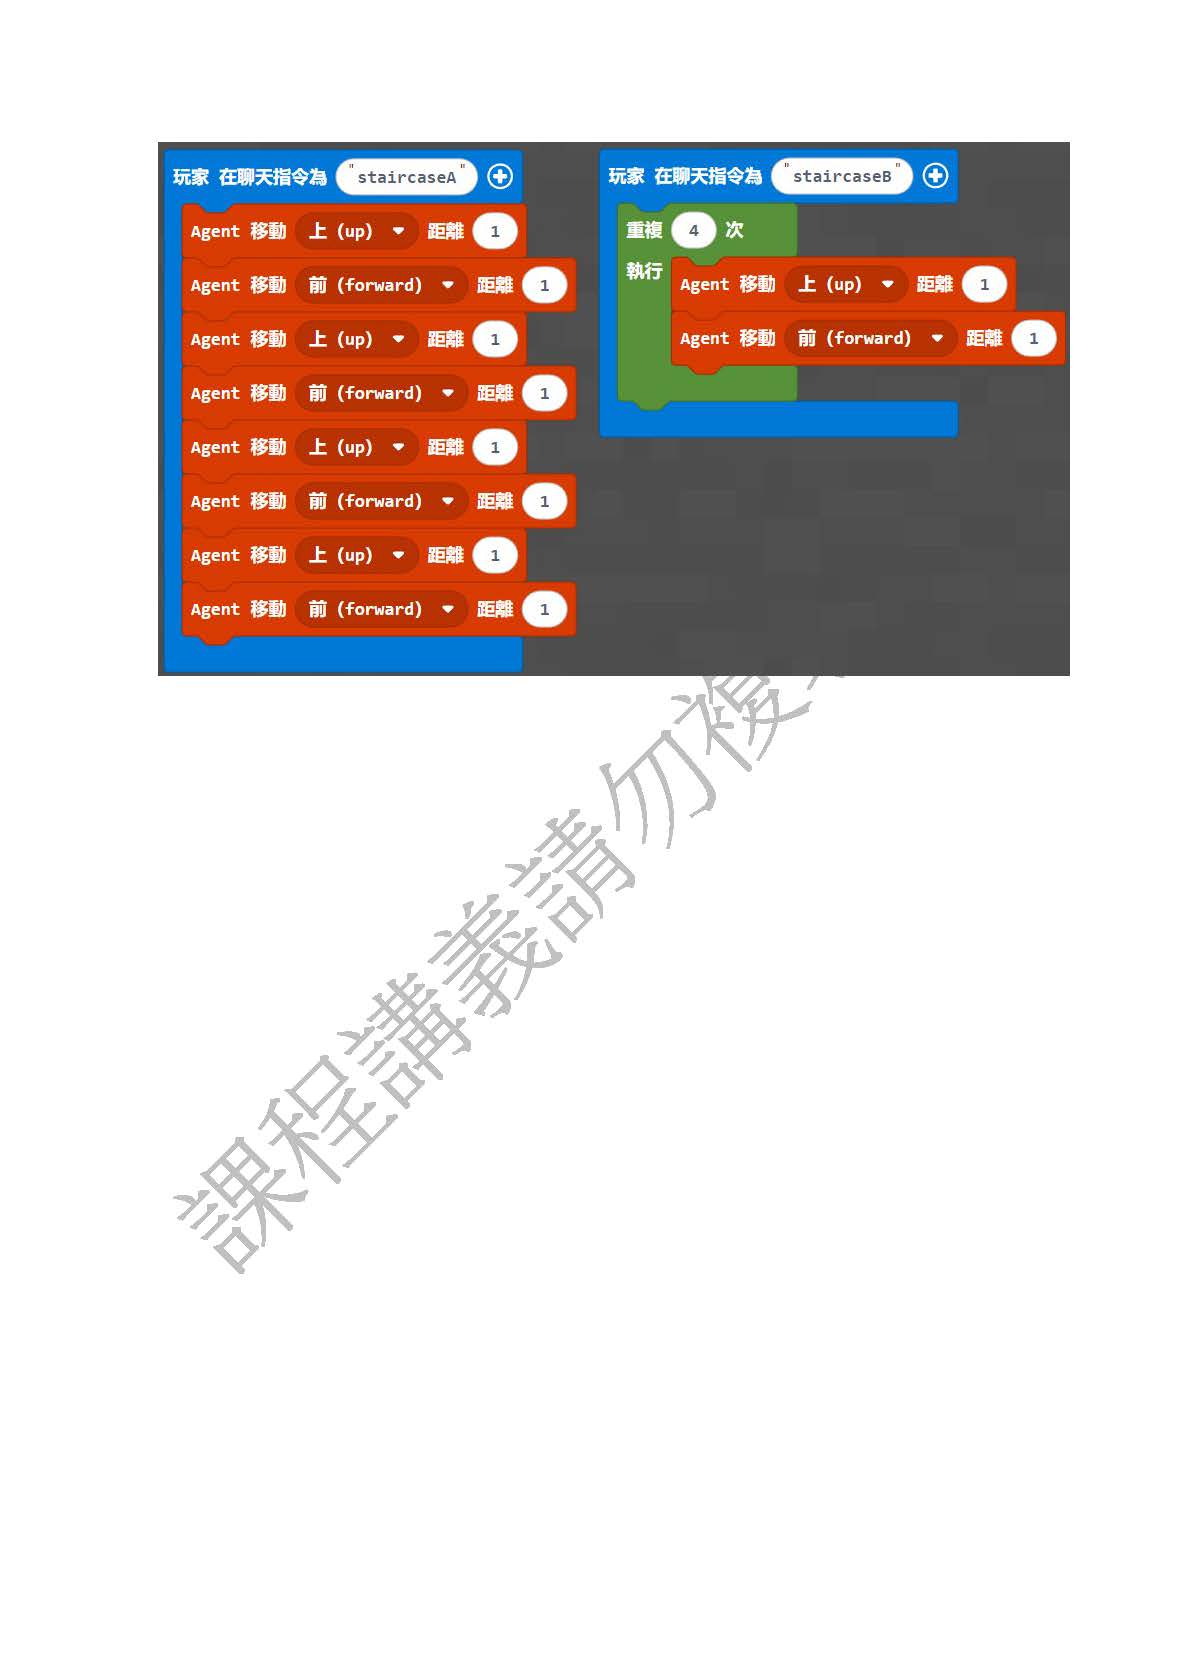 玩家 在聊天指令為 "staircaseA"
Agent 移動 上 (up) 距離 1
Agent 移動 前 (forward) 距離 1
Agent 移動 上 (up) 距離 1
Agent 移動 前 (forward) 距離 1
Agent 移動 上 (up) 距離 1
Agent 移動 前 (forward) 距離 1
Agent 移動 上 (up) 距離 1
Agent 移動 前 (forward) 距離 1
玩家 在聊天指令為 "staircaseB"
重複 4 次
執行
Agent 移動 上 (up) 距離 1
Agent 移動 前 (forward) 距離 1
課程講義請勿複